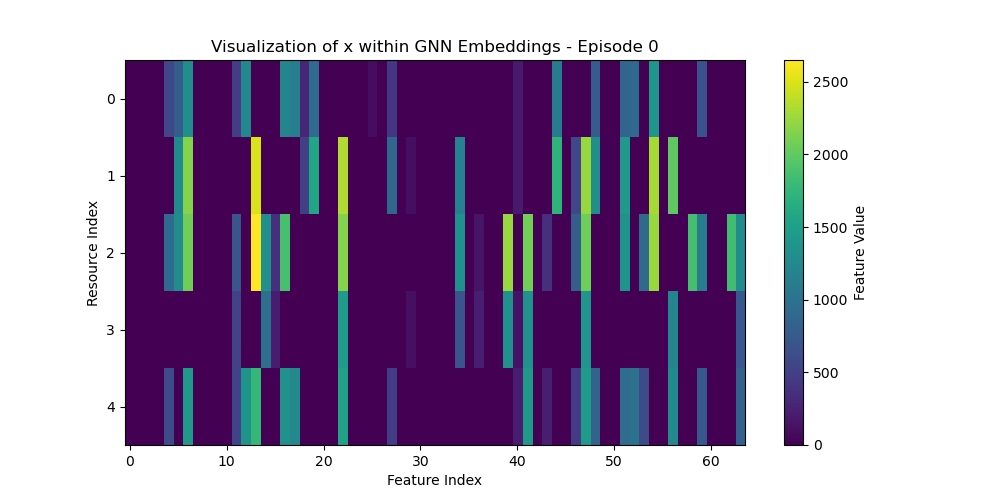 Visualization of x within GNN Embeddings - Episode 0
Resource Index
0
1
2
3
4
0 10 20 30 40 50 60
Feature Index
2500
2000
1500
1000
500
0
Feature Value